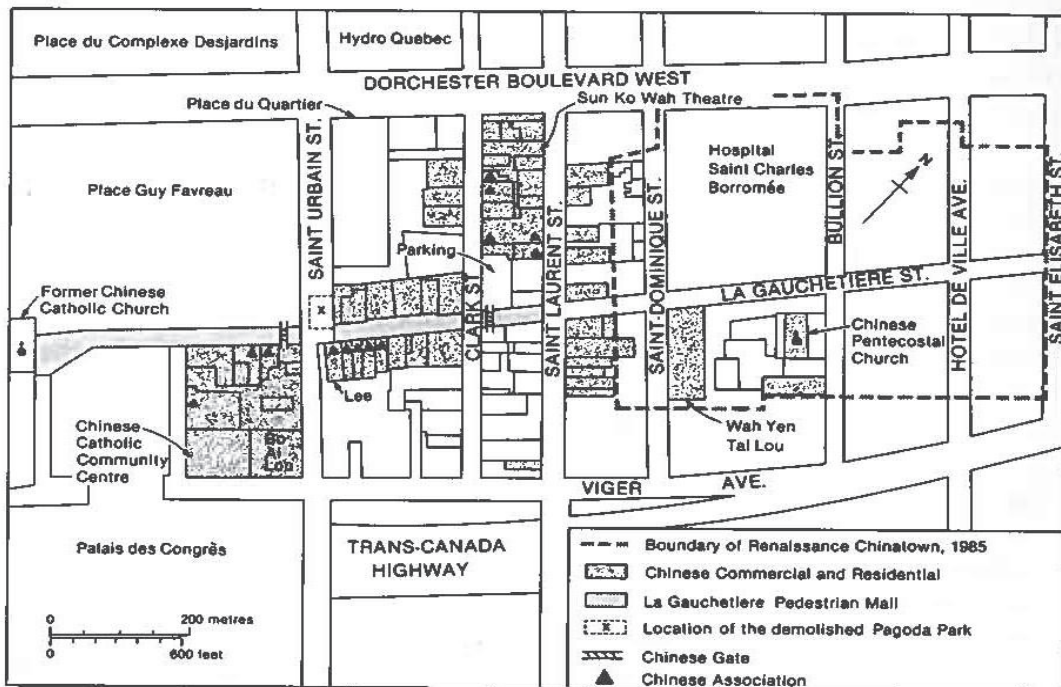 Place du Complexe Desjardins
Hydro Quebec
DORCHESTER BOULEVARD WEST
Place du Quartier
Sun Ko Wah Theatre
Place Guy Favreau
SAINT URBAIN ST.
Hospital
Saint Charles
Borromée
BULLION ST.
N
HOTEL DE VILLE AVE.
SAINT ELISABETH ST.
Parking
CLARK ST.
SAINT LAURENT ST.
SAINT DOMINIQUE ST.
LA GAUCHETIERE ST.
Former Chinese
Catholic Church
x
Lee
Chinese
Pentecostal
Church
Chinese
Catholic
Community
Centre
Bo
Ai
Lou
Wah Yen
Tai Lou
VIGER AVE.
Palais des Congrès
TRANS-CANADA
HIGHWAY
0 200 metres
0 600 feet
Boundary of Renaissance Chinatown, 1985
Chinese Commercial and Residential
La Gauchetiere Pedestrian Mall
x Location of the demolished Pagoda Park
Chinese Gate
Chinese Association